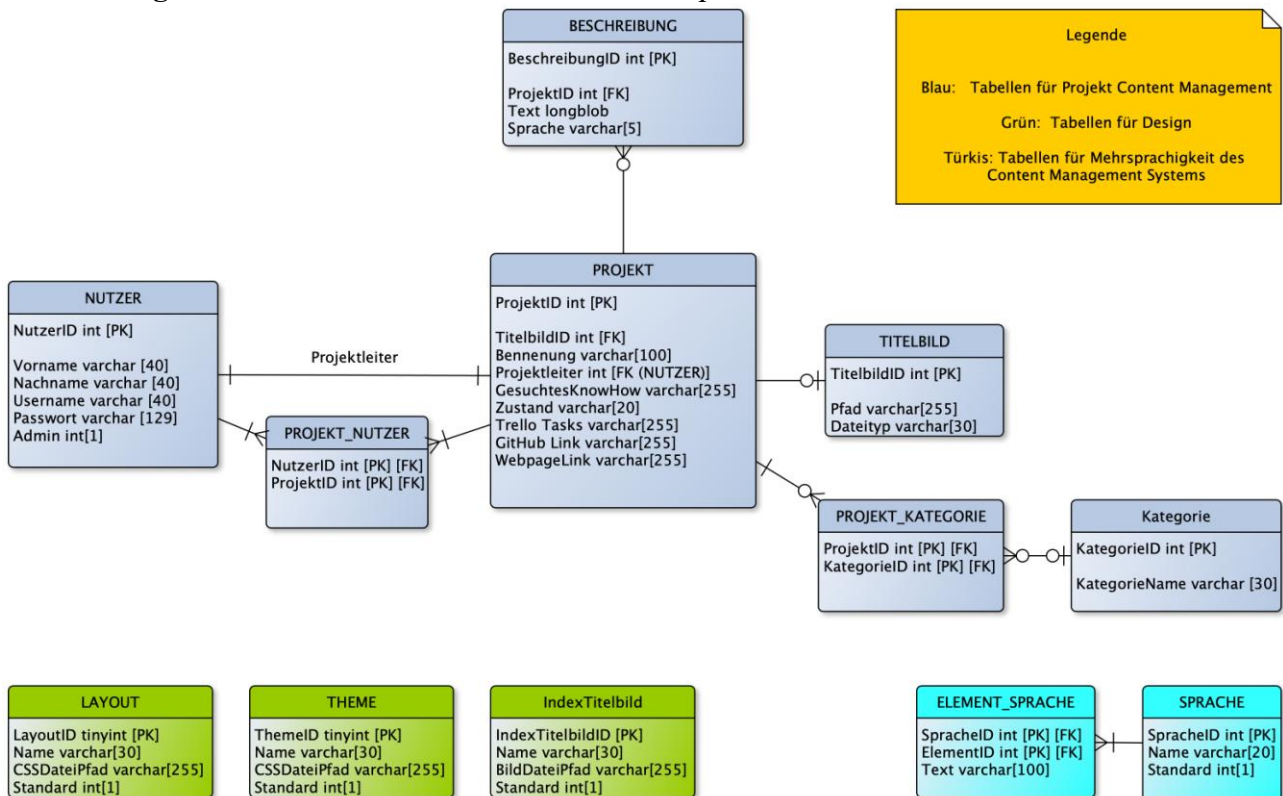 BESCHREIBUNG
BeschreibungID int [PK]
ProjektID int [FK]
Text longblob
Sprache varchar[5]
Legende
Blau: Tabellen für Projekt Content Management
Grün: Tabellen für Design
Türkis: Tabellen für Mehrsprachigkeit des
Content Management Systems
NUTZER
NutzerID int [PK]
Vorname varchar [40]
Nachname varchar [40]
Username varchar [40]
Passwort varchar [129]
Admin int[1]
Projektleiter
PROJEKT_NUTZER
NutzerID int [PK] [FK]
ProjektID int [PK] [FK]
PROJEKT
ProjektID int [PK]
TitelbildID int [FK]
Bennenung varchar[100]
Projektleiter int [FK (NUTZER)]
GesuchtesKnowHow varchar[255]
Zustand varchar[20]
Trello Tasks varchar[255]
GitHub Link varchar[255]
WebpageLink varchar[255]
TITELBILD
TitelbildID int [PK]
Pfad varchar[255]
Dateityp varchar[30]
PROJEKT_KATEGORIE
ProjektID int [PK] [FK]
KategorieID int [PK] [FK]
Kategorie
KategorieID int [PK]
KategorieName varchar [30]
LAYOUT
LayoutID tinyint [PK]
Name varchar[30]
CSSDateiPfad varchar[255]
Standard int[1]
THEME
ThemeID tinyint [PK]
Name varchar[30]
CSSDateiPfad varchar[255]
Standard int[1]
IndexTitelbild
IndexTitelbildID [PK]
Name varchar[30]
BildDateiPfad varchar[255]
Standard int[1]
ELEMENT_SPRACHE
SpracheID int [PK] [FK]
ElementID int [PK] [FK]
Text varchar[100]
SPRACHE
SpracheID int [PK]
Name varchar[20]
Standard int[1]